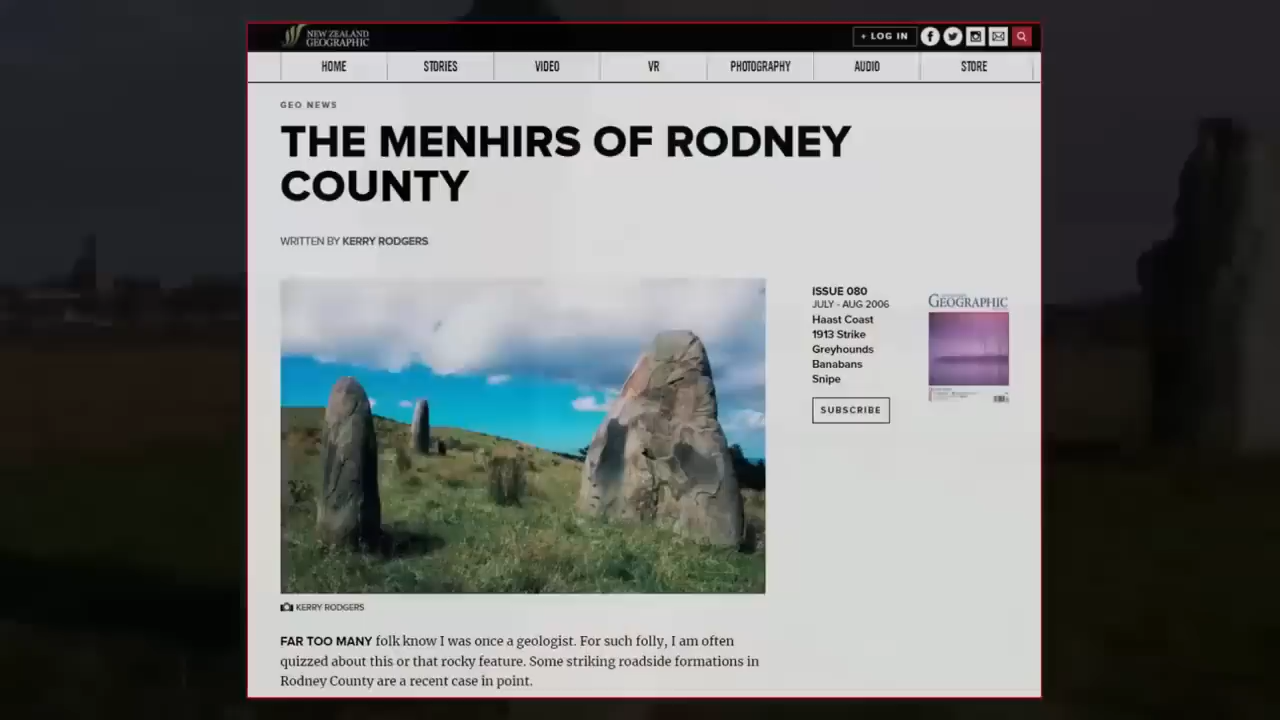 NEW ZEALAND
GEOGRAPHIC
+ LOG IN
HOME
STORIES
VIDEO
VR
PHOTOGRAPHY
AUDIO
STORE
GEO NEWS
THE MENHIRS OF RODNEY
COUNTY
WRITTEN BY KERRY RODGERS
ISSUE 080
JULY - AUG 2006
Haast Coast
1913 Strike
Greyhounds
Banabans
Snipe
SUBSCRIBE
GEOGRAPHIC
KERRY RODGERS
FAR TOO MANY folk know I was once a geologist. For such folly, I am often
quizzed about this or that rocky feature. Some striking roadside formations in
Rodney County are a recent case in point.